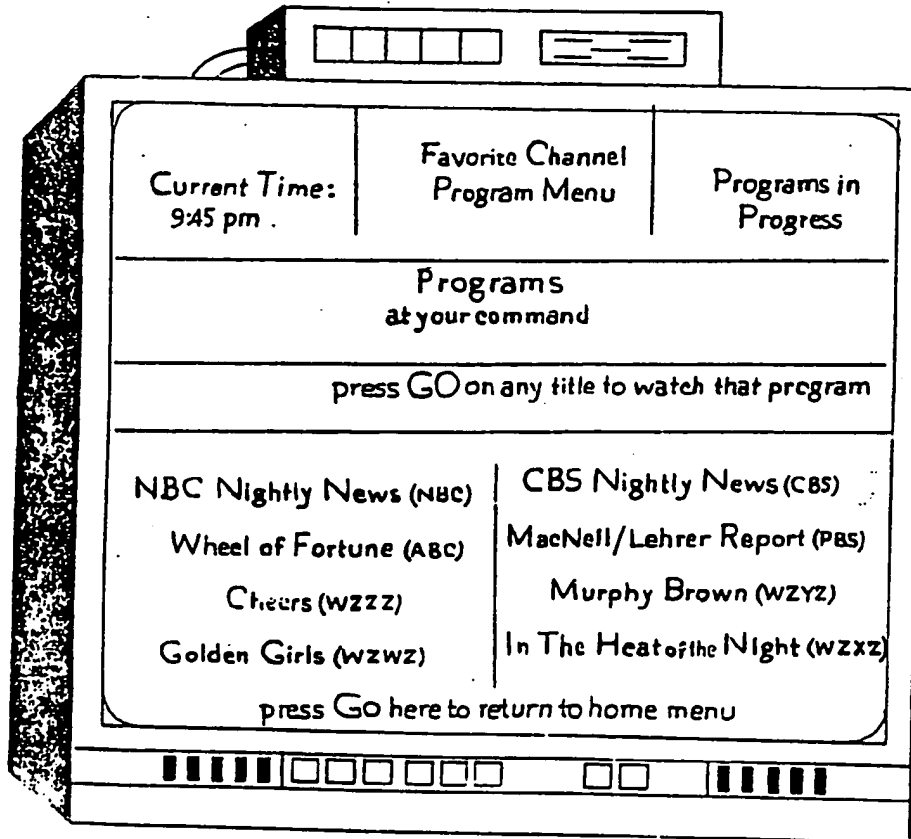 Current Time:
9:45 pm .
Favorite Channel
Program Menu
Programs in
Progress
Programs
at your command
press GO on any title to watch that program
NBC Nightly News (NBC)
Wheel of Fortune (ABC)
Cheers (WZZZ)
Golden Girls (WZWZ)
CBS Nightly News (CBS)
MacNeil/Lehrer Report (PBS)
Murphy Brown (WZYZ)
In The Heat of the Night (WZXZ)
press Go here to return to home menu